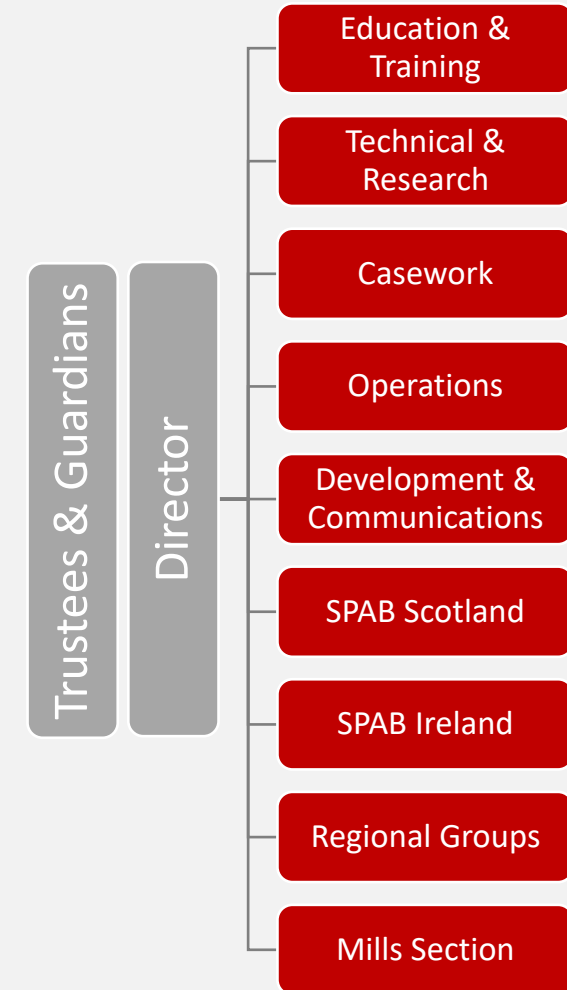 Trustees & Guardians
Director
Education &
Training
Technical &
Research
Casework
Operations
Development &
Communications
SPAB Scotland
SPAB Ireland
Regional Groups
Mills Section